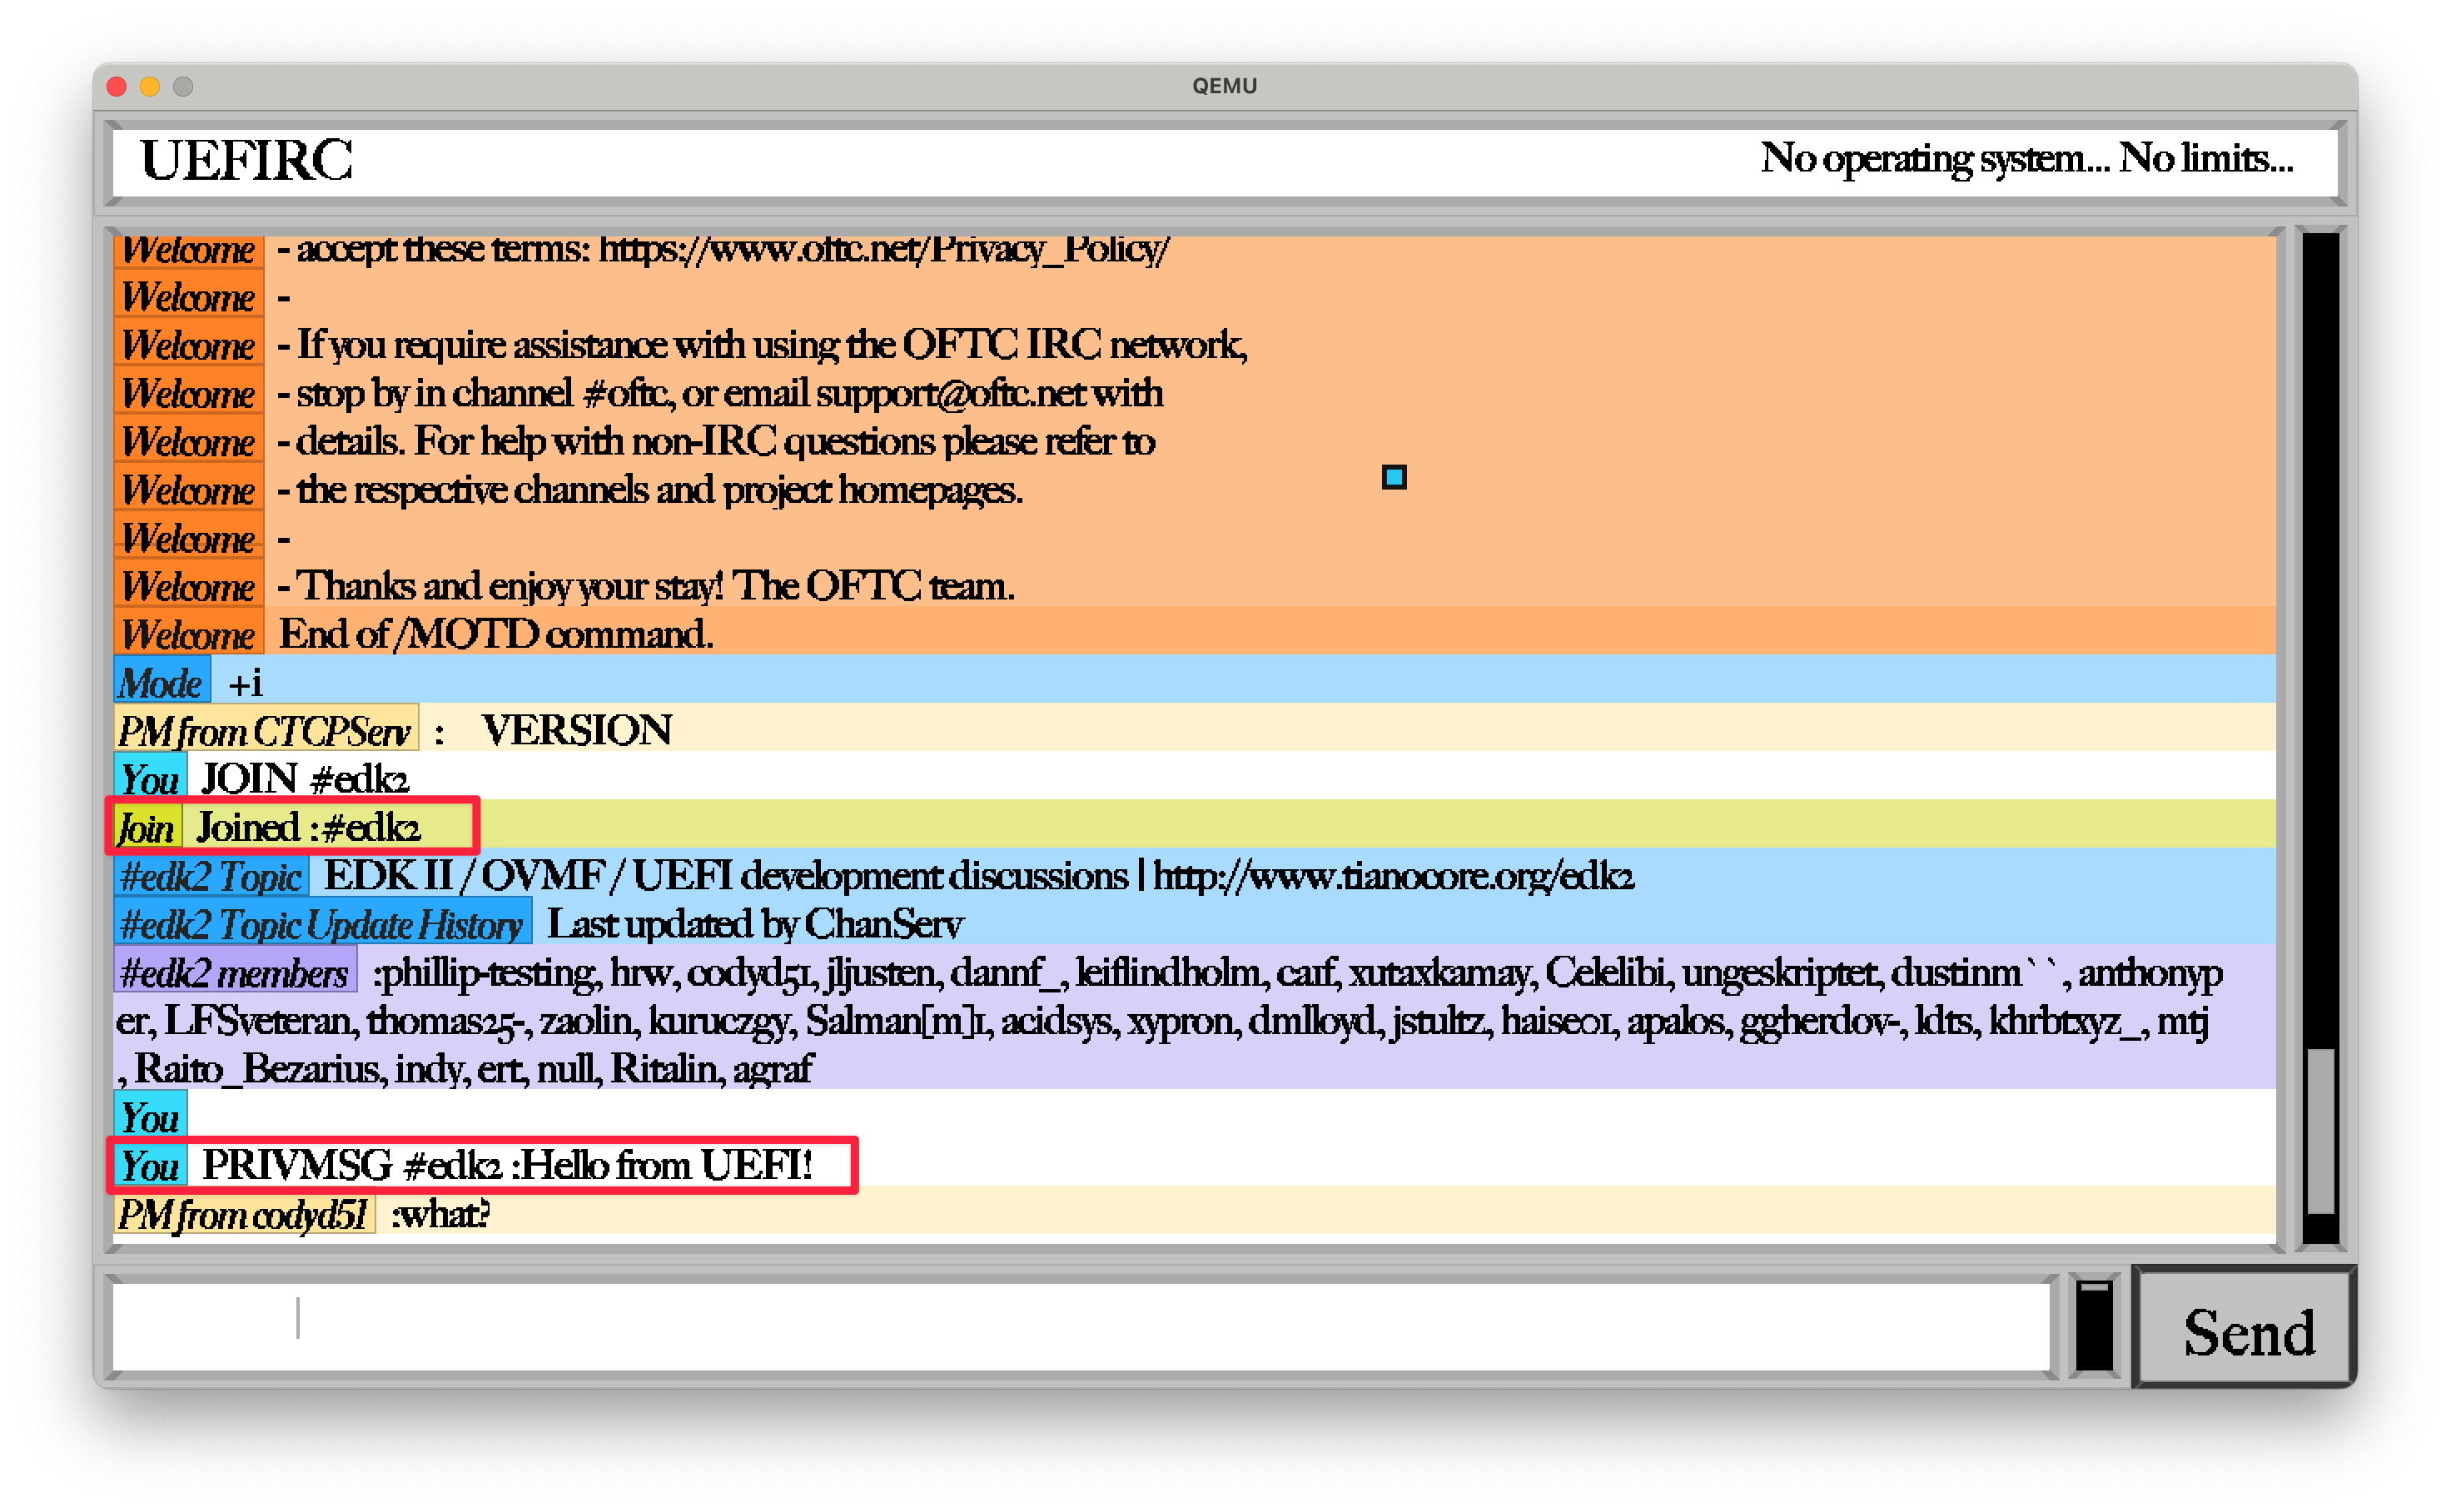 QEMU
UEFIRC
No operating system... No limits...
Welcome - accept these terms: https://www.oftc.net/Privacy_Policy/
Welcome -
Welcome - If you require assistance with using the OFTC IRC network,
Welcome - stop by in channel #oftc, or email support@oftc.net with
Welcome - details. For help with non-IRC questions please refer to
Welcome - the respective channels and project homepages.
Welcome -
Welcome - Thanks and enjoy your stay! The OFTC team.
Welcome End of /MOTD command.
Mode +i
PM from CTCPServ : VERSION
You JOIN #edk2
Join Joined :#edk2
#edk2 Topic EDK II / OVMF / UEFI development discussions | http://www.tianocore.org/edk2
#edk2 Topic Update History Last updated by ChanServ
#edk2 members :phillip-testing, hrw, codyd51, jljusten, dannf_, leiflindholm, carf, xutaxkamay, Celelibi, ungeskriptet, dustinm``, anthonyp
er, LFSveteran, thomas25-, zaolin, kuruczgy, Salman[m]1, acidsys, xypron, dmlloyd, jstultz, haise01, apalos, ggherdov-, ldts, khrbtxyz_, mtj
, Raito_Bezarius, indy, ert, null, Ritalin, agraf
You
You PRIVMSG #edk2 :Hello from UEFI!
PM from codyd51 :what?
Send